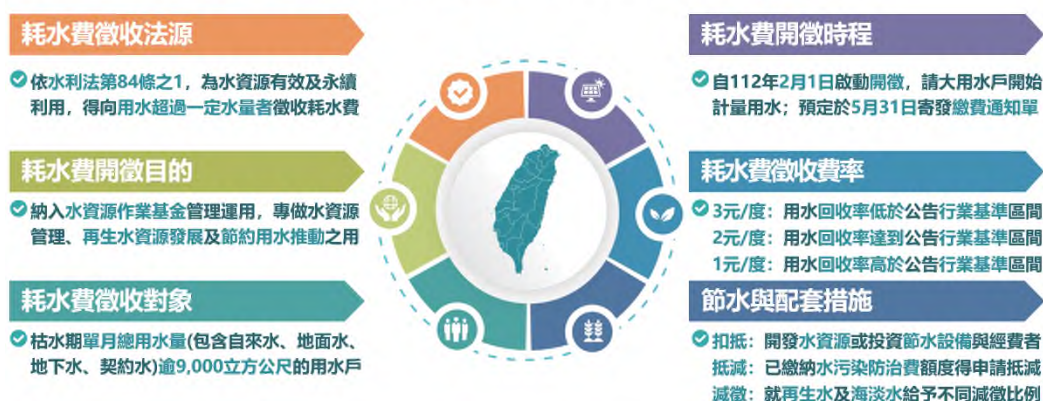 耗水費徵收法源
依水利法第84條之1，為水資源有效及永續
利用，得向用水超過一定水量者徵收耗水費
耗水費開徵目的
納入水資源作業基金管理運用，專做水資源
管理、再生水資源發展及節約用水推動之用
耗水費徵收對象
枯水期單月總用水量(包含自來水、地面水、
地下水、契約水)逾9,000立方公尺的用水戶
耗水費開徵時程
自112年2月1日啟動開徵，請大用水戶開始
計量用水；預定於5月31日寄發繳費通知單
耗水費徵收費率
3元/度：用水回收率低於公告行業基準區間
2元/度：用水回收率達到公告行業基準區間
1元/度：用水回收率高於公告行業基準區間
節水與配套措施
扣抵：開發水資源或投資節水設備與經費者
抵減：已繳納水污染防治費額度得申請抵減
減徵：就再生水及海淡水給予不同減徵比例